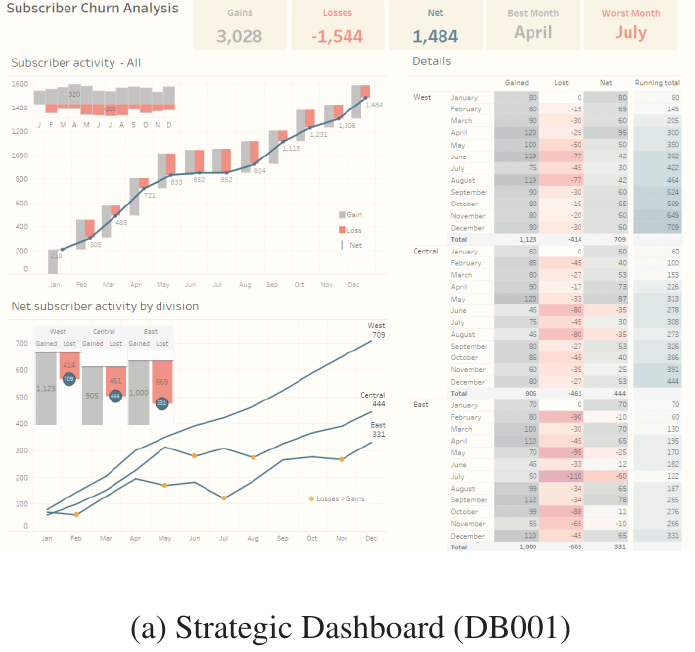 Subscriber Churn Analysis
Gains
3,028
Losses
-1,544
Net
1,484
Best Month
April
Worst Month
July
Subscriber activity - All
1600
1400
1200
1000
800
600
400
200
0
320
J F M A M J J A S O N D
210
305
488
721
833
852
852
924
1,113
1,231
1,306
1,484
Gain
Loss
Net
Jan Feb Mar Apr May Jun Jul Aug Sep Oct Nov Dec
Net subscriber activity by division
700
600
500
400
300
200
100
0
West Central East
Gained Lost Gained Lost Gained Lost
1,123 414 709 905 461 444 1,000 669 331
West
709
Central
444
East
331
Losses > Gains
Jan Feb Mar Apr May Jun Jul Aug Sep Oct Nov Dec
Details
Gained Lost Net Running total
West January 80 0 80 80
February 80 -15 65 145
March 90 -30 60 205
April 120 -25 95 300
May 100 -50 50 350
June 119 -77 42 392
July 75 -45 30 422
August 119 -77 42 464
September 90 -30 60 524
October 80 -15 65 589
November 80 -20 60 649
December 90 -30 60 709
Total 1,123 -414 709
Central January 60 0 60 60
February 85 -45 40 100
March 80 -27 53 153
April 90 -17 73 226
May 120 -33 87 313
June 45 -80 -35 278
July 75 -45 30 308
August 45 -80 -35 273
September 80 -27 53 326
October 85 -45 40 366
November 60 -35 25 391
December 80 -27 53 444
Total 905 -461 444
East January 70 0 70 70
February 80 -90 -10 60
March 100 -30 70 130
April 110 -45 65 195
May 70 -95 -25 170
June 45 -33 12 182
July 50 -110 -60 122
August 99 -34 65 187
September 112 -34 78 265
October 99 -88 11 276
November 55 -65 -10 266
December 110 -45 65 331
Total 1,000 -669 331
(a) Strategic Dashboard (DB001)